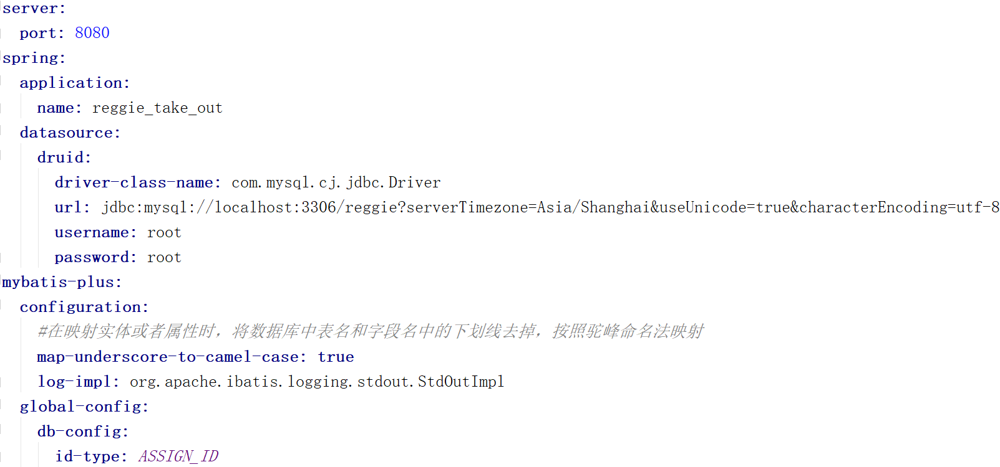 server:
  port: 8080
spring:
  application:
    name: reggie_take_out
  datasource:
    druid:
      driver-class-name: com.mysql.cj.jdbc.Driver
      url: jdbc:mysql://localhost:3306/reggie?serverTimezone=Asia/Shanghai&useUnicode=true&characterEncoding=utf-8
      username: root
      password: root
mybatis-plus:
  configuration:
    #在映射实体或者属性时，将数据库中表名和字段名中的下划线去掉，按照驼峰命名法映射
    map-underscore-to-camel-case: true
    log-impl: org.apache.ibatis.logging.stdout.StdOutImpl
  global-config:
    db-config:
      id-type: ASSIGN_ID